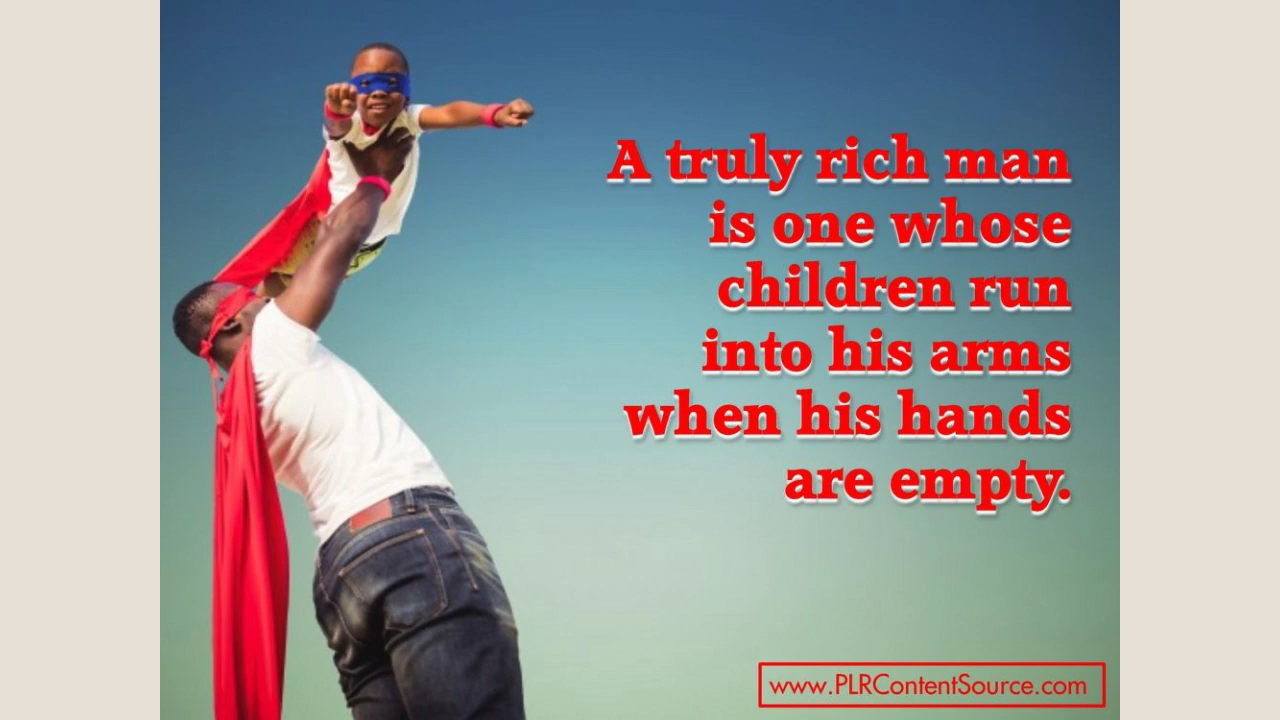 A truly rich man
is one whose
children run
into his arms
when his hands
are empty.
www.PLRContentSource.com